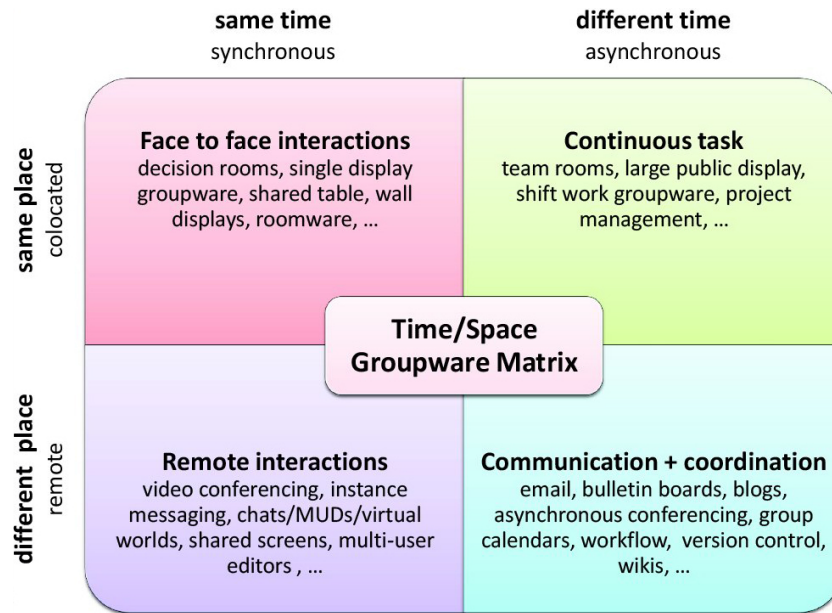 same time
synchronous
different time
asynchronous
same place
colocated
Face to face interactions
decision rooms, single display
groupware, shared table, wall
displays, roomware, ...
Continuous task
team rooms, large public display,
shift work groupware, project
management, ...
Time/Space
Groupware Matrix
different  place
remote
Remote interactions
video conferencing, instance
messaging, chats/MUDs/virtual
worlds, shared screens, multi-user
editors , ...
Communication + coordination
email, bulletin boards, blogs,
asynchronous conferencing, group
calendars, workflow,  version control,
wikis, ...